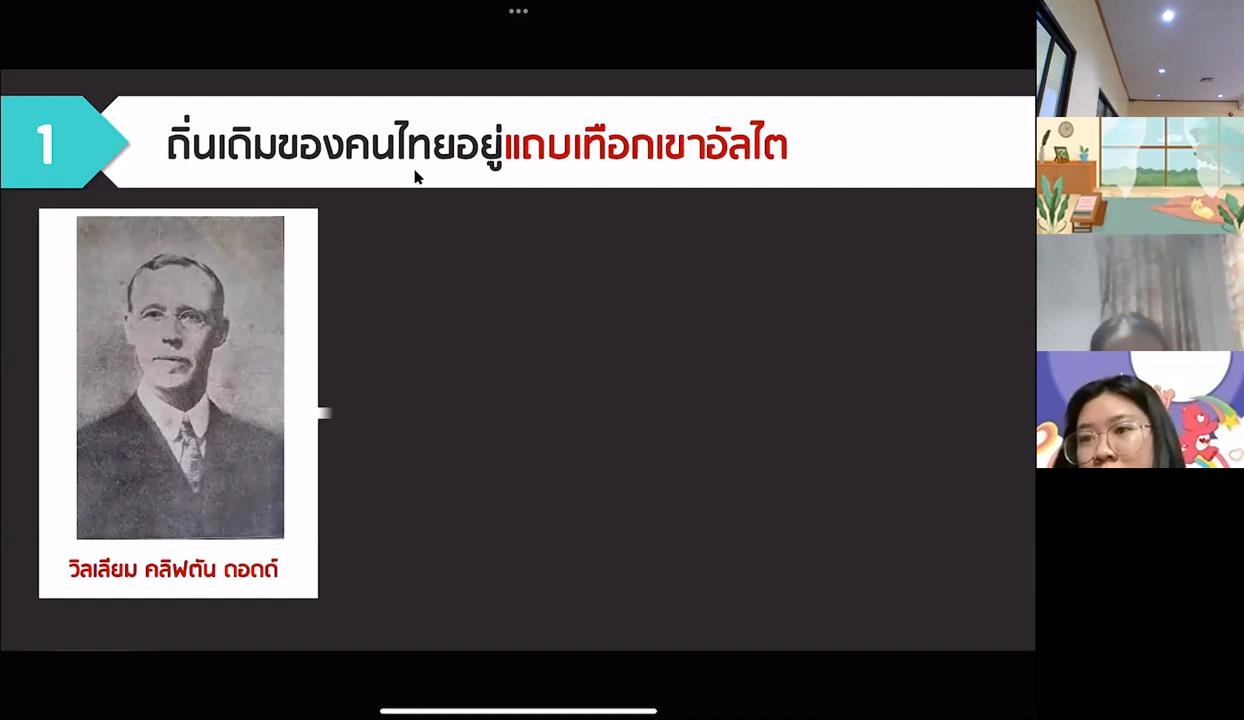 1
ถิ่นเดิมของคนไทยอยู่แถบเทือกเขาอัลไต
วิลเลียม คลิฟตัน ดอดด์